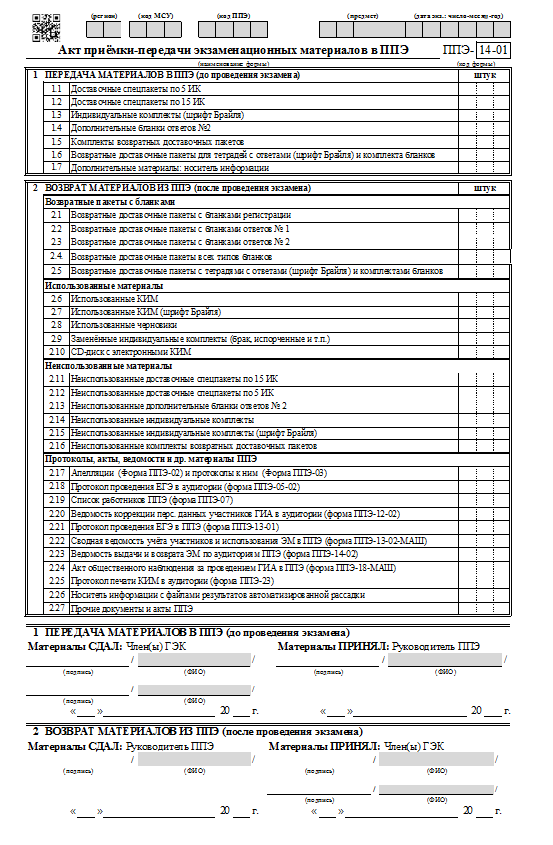 (регион) (код МСУ) (код ППЭ) (предмет) (дата экз.: число-месяц-год)
Акт приёмки-передачи экзаменационных материалов в ППЭ ППЭ- 14-01
(наименование формы) (код формы)
1 ПЕРЕДАЧА МАТЕРИАЛОВ В ППЭ (до проведения экзамена) штук
1.1 Доставочные спецпакеты по 5 ИК
1.2 Доставочные спецпакеты по 15 ИК
1.3 Индивидуальные комплекты (шрифт Брайля)
1.4 Дополнительные бланки ответов №2
1.5 Комплекты возвратных доставочных пакетов
1.6 Возвратные доставочные пакеты для тетрадей с ответами (шрифт Брайля) и комплекта бланков
1.7 Дополнительные материалы: носитель информации
2 ВОЗВРАТ МАТЕРИАЛОВ ИЗ ППЭ (после проведения экзамена) штук
Возвратные пакеты с бланками
2.1 Возвратные доставочные пакеты с бланками регистрации
2.2 Возвратные доставочные пакеты с бланками ответов № 1
2.3 Возвратные доставочные пакеты с бланками ответов № 2
2.4. Возвратные доставочные пакеты всех типов бланков
2.5 Возвратные доставочные пакеты с тетрадями с ответами (шрифт Брайля) и комплектами бланков
Использованные материалы
2.6 Использованные КИМ
2.7 Использованные КИМ (шрифт Брайля)
2.8 Использованные черновики
2.9 Заменённые индивидуальные комплекты (брак, испорченные и т.п.)
2.10 CD-диск с электронными КИМ
Неиспользованные материалы
2.11 Неиспользованные доставочные спецпакеты по 15 ИК
2.12 Неиспользованные доставочные спецпакеты по 5 ИК
2.13 Неиспользованные дополнительные бланки ответов № 2
2.14 Неиспользованные индивидуальные комплекты
2.15 Неиспользованные индивидуальные комплекты (шрифт Брайля)
2.16 Неиспользованные комплекты возвратных доставочных пакетов
Протоколы, акты, ведомости и др. материалы ППЭ
2.17 Апелляции (Форма ППЭ-02) и протоколы к ним (Форма ППЭ-03)
2.18 Протокол проведения ЕГЭ в аудитории (форма ППЭ-05-02)
2.19 Список работников ППЭ (форма ППЭ-07)
2.20 Ведомость коррекции перс. данных участников ГИА в аудитории (форма ППЭ-12-02)
2.21 Протокол проведения ЕГЭ в ППЭ (форма ППЭ-13-01)
2.22 Сводная ведомость учёта участников и использования ЭМ в ППЭ (форма ППЭ-13-02-МАШ)
2.23 Ведомость выдачи и возврата ЭМ по аудиториям ППЭ (форма ППЭ-14-02)
2.24 Акт общественного наблюдения за проведением ГИА в ППЭ (форма ППЭ-18-МАШ)
2.25 Протокол печати КИМ в аудитории (форма ППЭ-23)
2.26 Носитель информации с файлами результатов автоматизированной рассадки
2.27 Прочие документы и акты ППЭ
1 ПЕРЕДАЧА МАТЕРИАЛОВ В ППЭ (до проведения экзамена)
Материалы СДАЛ: Член(ы) ГЭК Материалы ПРИНЯЛ: Руководитель ППЭ
/ / / /
(подпись) (ФИО) (подпись) (ФИО)
/ /
(подпись) (ФИО)
« ___ » ___ 20 ___ г. « ___ » ___ 20 ___ г.
2 ВОЗВРАТ МАТЕРИАЛОВ ИЗ ППЭ (после проведения экзамена)
Материалы СДАЛ: Руководитель ППЭ Материалы ПРИНЯЛ: Член(ы) ГЭК
/ / / /
(подпись) (ФИО) (подпись) (ФИО)
/ /
(подпись) (ФИО)
« ___ » ___ 20 ___ г. « ___ » ___ 20 ___ г.